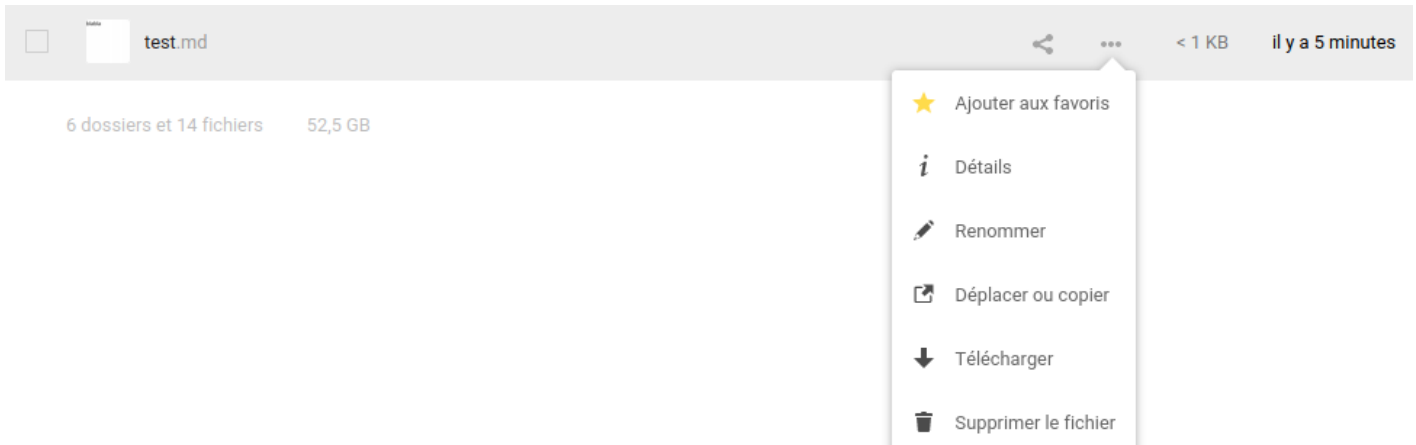 blabla
test.md
< 1 KB
il y a 5 minutes
6 dossiers et 14 fichiers
52,5 GB
Ajouter aux favoris
Détails
Renommer
Déplacer ou copier
Télécharger
Supprimer le fichier